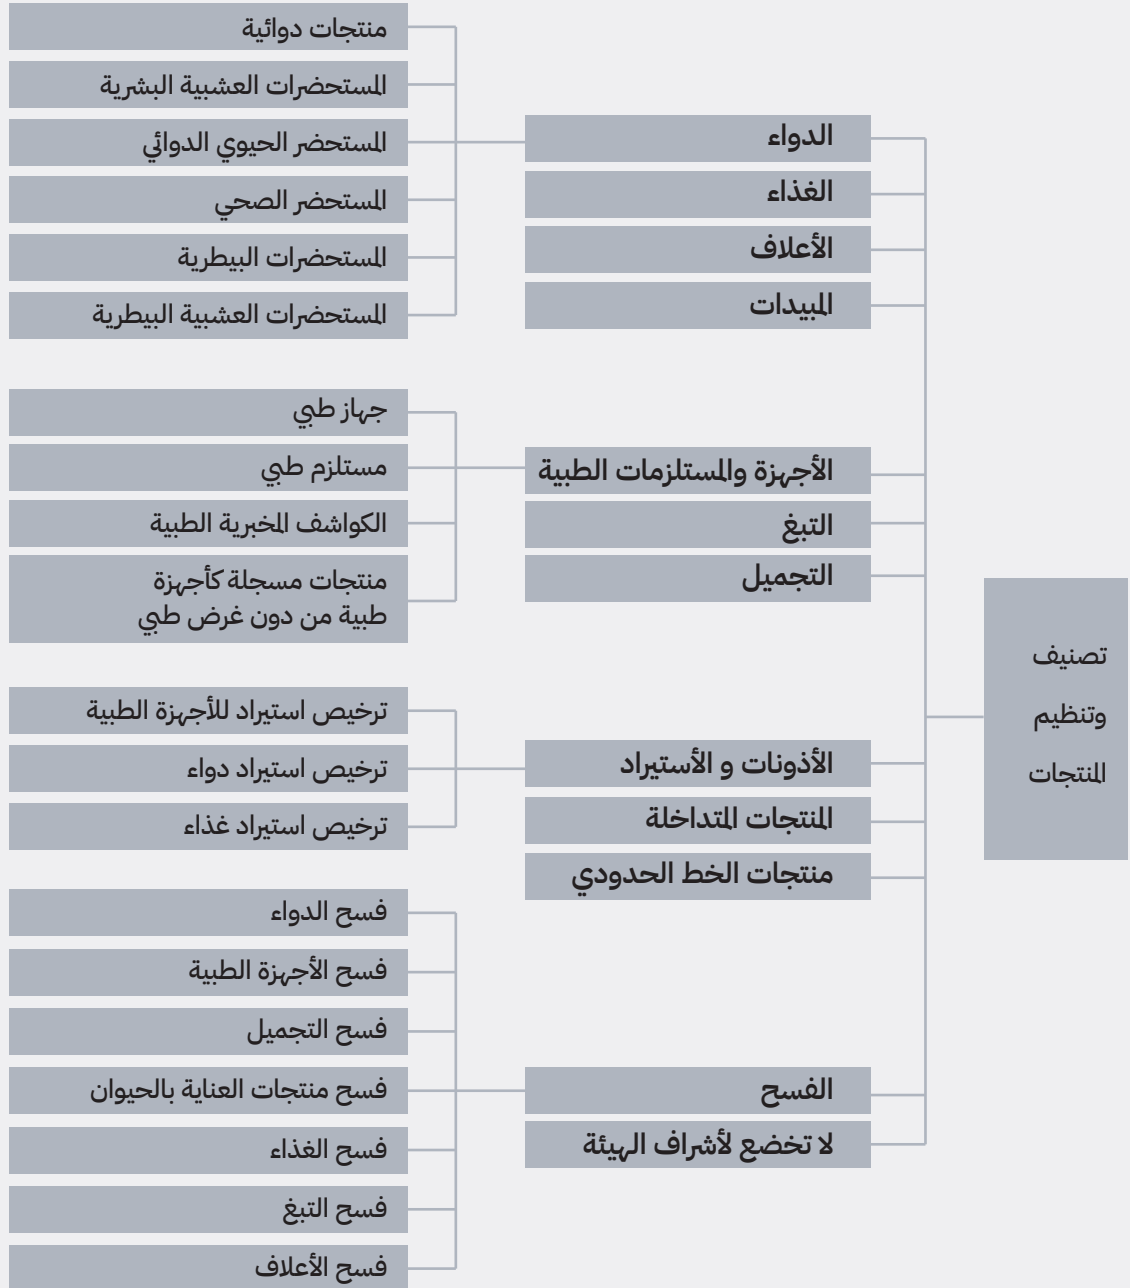 تصنيف
وتنظيم
المنتجات
الدواء
منتجات دوائية
المستحضرات العشبية البشرية
المستحضر الحيوي الدوائي
المستحضر الصحي
المستحضرات البيطرية
المستحضرات العشبية البيطرية
الغذاء
الأعلاف
المبيدات
الأجهزة والمستلزمات الطبية
جهاز طبي
مستلزم طبي
الكواشف المخبرية الطبية
منتجات مسجلة كأجهزة
طبية من دون غرض طبي
التبغ
التجميل
الأذونات و الأستيراد
ترخيص استيراد للأجهزة الطبية
ترخيص استيراد دواء
ترخيص استيراد غذاء
المنتجات المتداخلة
منتجات الخط الحدودي
الفسح
فسح الدواء
فسح الأجهزة الطبية
فسح التجميل
فسح منتجات العناية بالحيوان
فسح الغذاء
فسح التبغ
فسح الأعلاف
لا تخضع لأشراف الهيئة